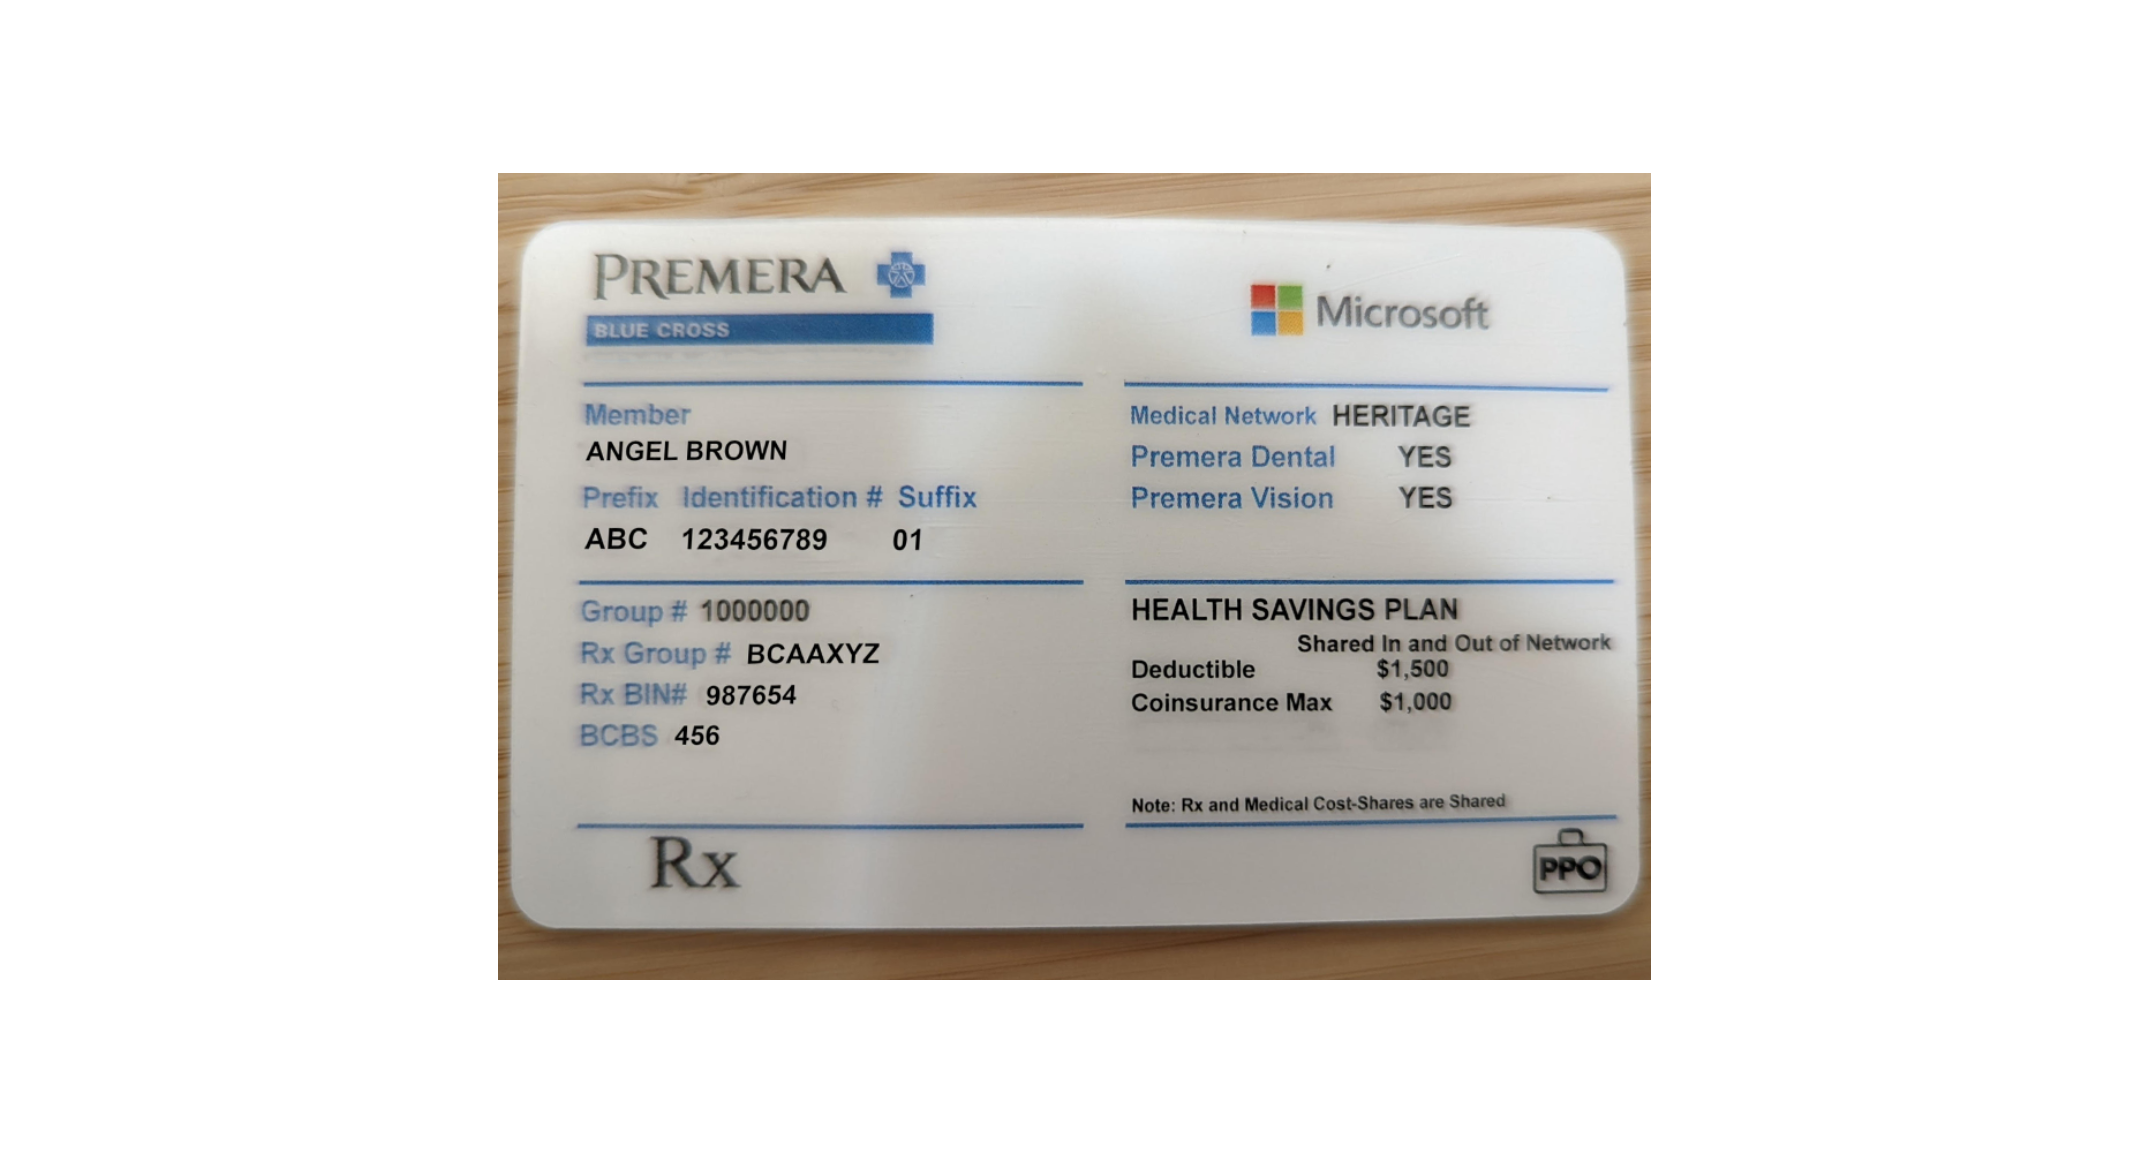 PREMERA
BLUE CROSS
Microsoft
Member
ANGEL BROWN
Prefix Identification # Suffix
ABC 123456789 01
Group # 1000000
Rx Group # BCAAXYZ
Rx BIN# 987654
BCBS 456
Rx
Medical Network HERITAGE
Premera Dental YES
Premera Vision YES
HEALTH SAVINGS PLAN
Shared In and Out of Network
Deductible $1,500
Coinsurance Max $1,000
Note: Rx and Medical Cost-Shares are Shared
PPO